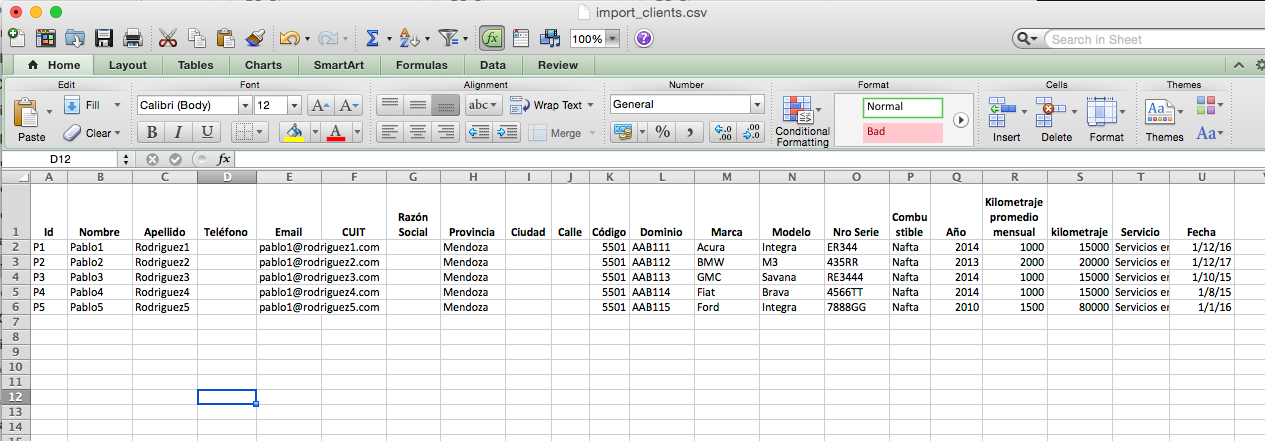 import_clients.csv
100%
Search in Sheet
Home Layout Tables Charts SmartArt Formulas Data Review
Edit Font Alignment Number Format Cells Themes
Fill Calibri (Body) 12 A A abc Wrap Text General Normal
Paste Clear B I U A Merge % , .0 .00 .00 .0 Conditional Formatting Bad Insert Delete Format Themes Aa Aa
D12 fx
A B C D E F G H I J K L M N O P Q R S T U
1 Id Nombre Apellido Teléfono Email CUIT Razón Social Provincia Ciudad Calle Código Dominio Marca Modelo Nro Serie Combu stible Año Kilometraje promedio mensual kilometraje Servicio Fecha
2 P1 Pablo1 Rodriguez1 pablo1@rodriguez1.com Mendoza 5501 AAB111 Acura Integra ER344 Nafta 2014 1000 15000 Servicios er 1/12/16
3 P2 Pablo2 Rodriguez2 pablo1@rodriguez2.com Mendoza 5501 AAB112 BMW M3 435RR Nafta 2013 2000 20000 Servicios er 1/12/17
4 P3 Pablo3 Rodriguez3 pablo1@rodriguez3.com Mendoza 5501 AAB113 GMC Savana RE3444 Nafta 2014 1000 15000 Servicios er 1/10/15
5 P4 Pablo4 Rodriguez4 pablo1@rodriguez4.com Mendoza 5501 AAB114 Fiat Brava 4566TT Nafta 2014 1000 15000 Servicios er 1/8/15
6 P5 Pablo5 Rodriguez5 pablo1@rodriguez5.com Mendoza 5501 AAB115 Ford Integra 7888GG Nafta 2010 1500 80000 Servicios er 1/1/16
7
8
9
10
11
12
13
14